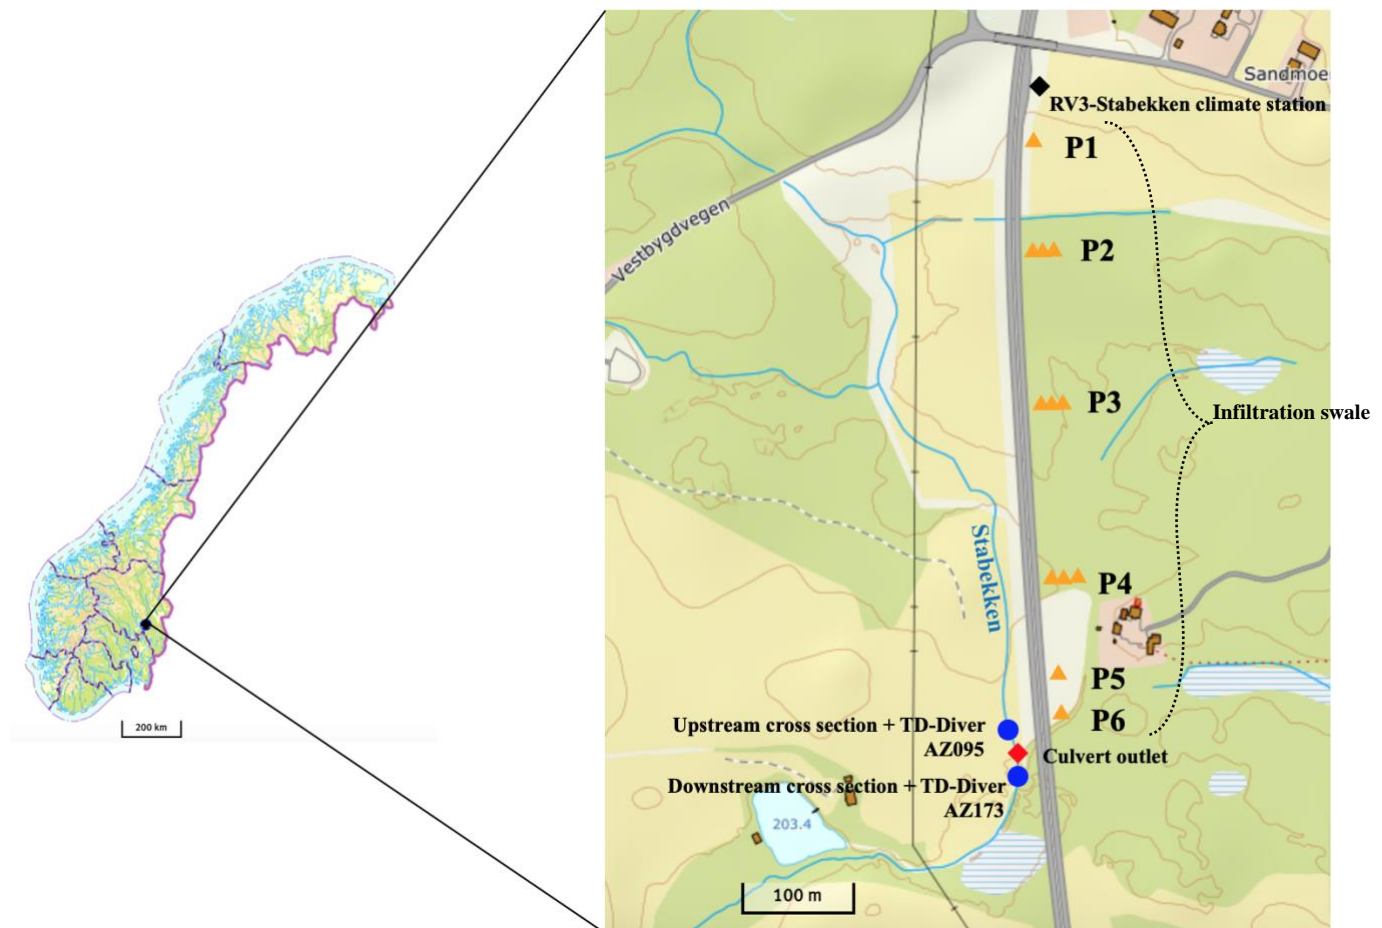 Sandmoe
RV3-Stabekken climate station
P1
Vestbygdvegen
P2
P3
Infiltration swale
Stabekken
P4
P5
P6
Upstream cross section + TD-Diver
AZ095
Culvert outlet
Downstream cross section + TD-Diver
AZ173
203.4
200 km
100 m